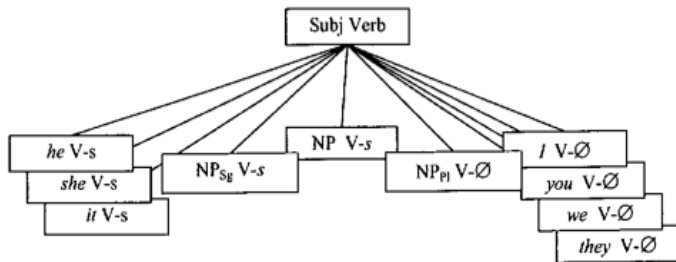 Subj Verb
he V-s
she V-s
it V-s
NPSg V-s
NP V-s
NPPl V-Ø
I V-Ø
you V-Ø
we V-Ø
they V-Ø